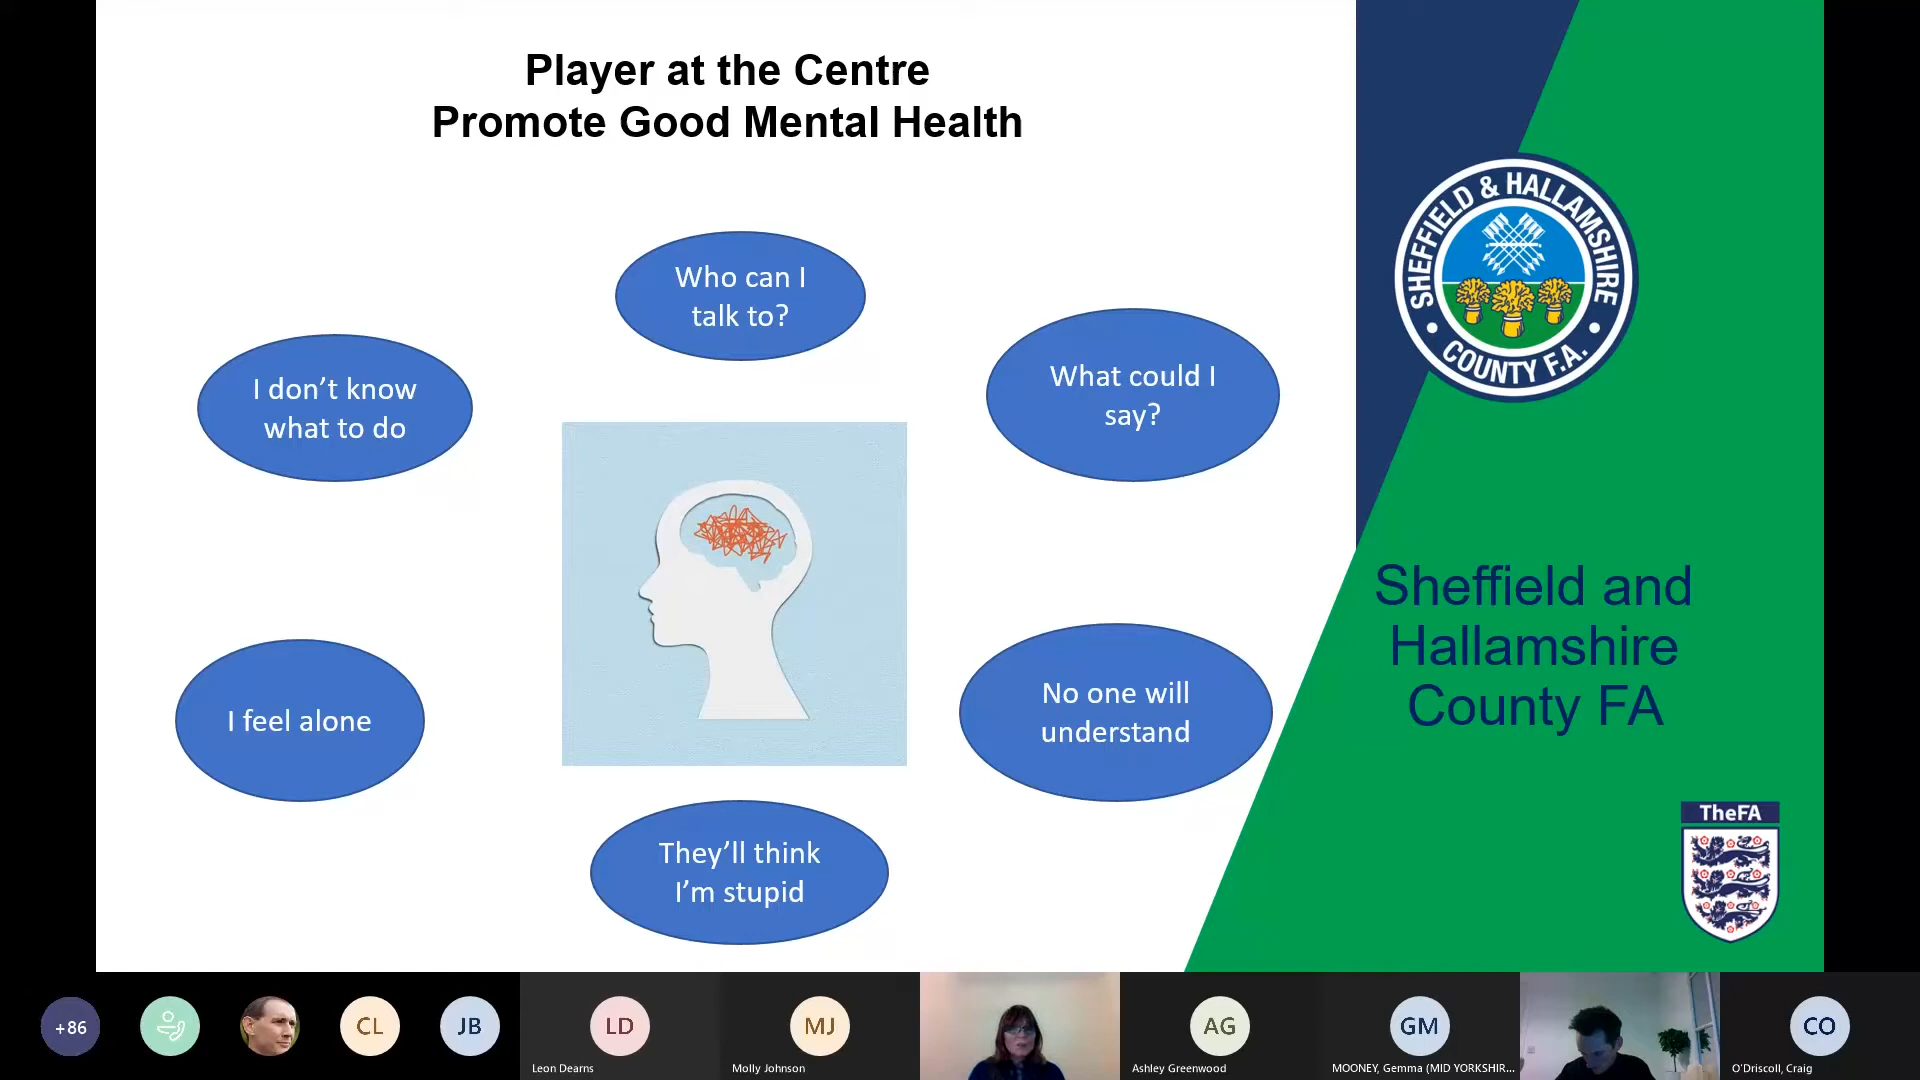 Player at the Centre
Promote Good Mental Health
Who can I
talk to?
I don’t know
what to do
What could I
say?
I feel alone
No one will
understand
They’ll think
I’m stupid
SHEFFIELD & HALLAMSHIRE
COUNTY F.A.
Sheffield and
Hallamshire
County FA
TheFA
+86
CL
JB
LD
Leon Dearns
MJ
Molly Johnson
AG
Ashley Greenwood
GM
MOONEY, Gemma (MID YORKSHIR...
CO
O'Driscoll, Craig